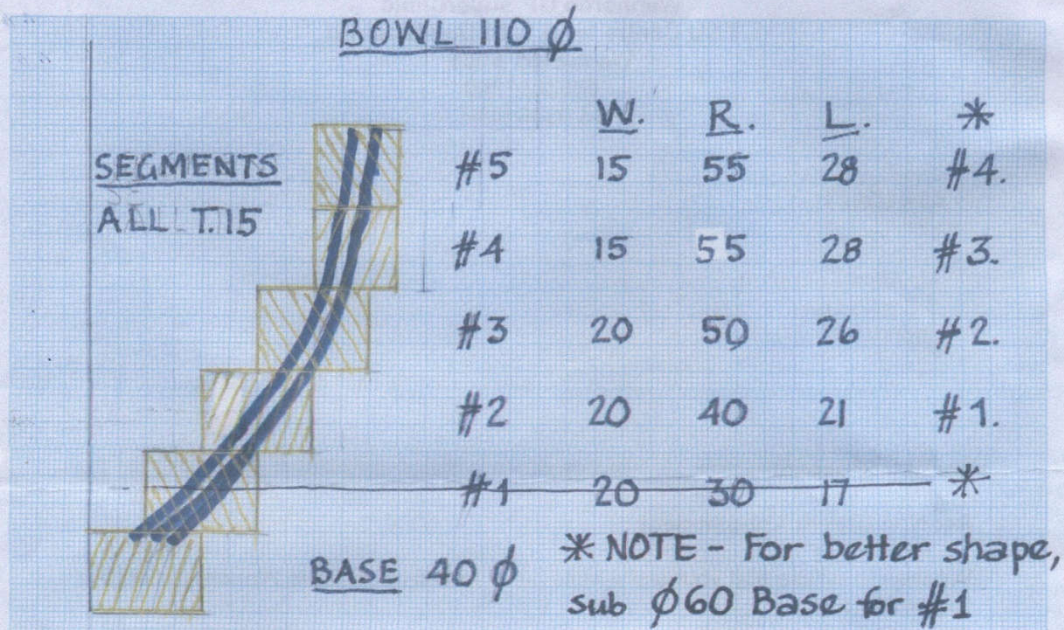 BOWL 110 Ø
W. R. L. *
SEGMENTS
ALL T.15
#5 15 55 28 #4.
#4 15 55 28 #3.
#3 20 50 26 #2.
#2 20 40 21 #1.
#1 20 30 17 *
BASE 40 Ø
* NOTE - For better shape,
sub Ø60 Base for #1